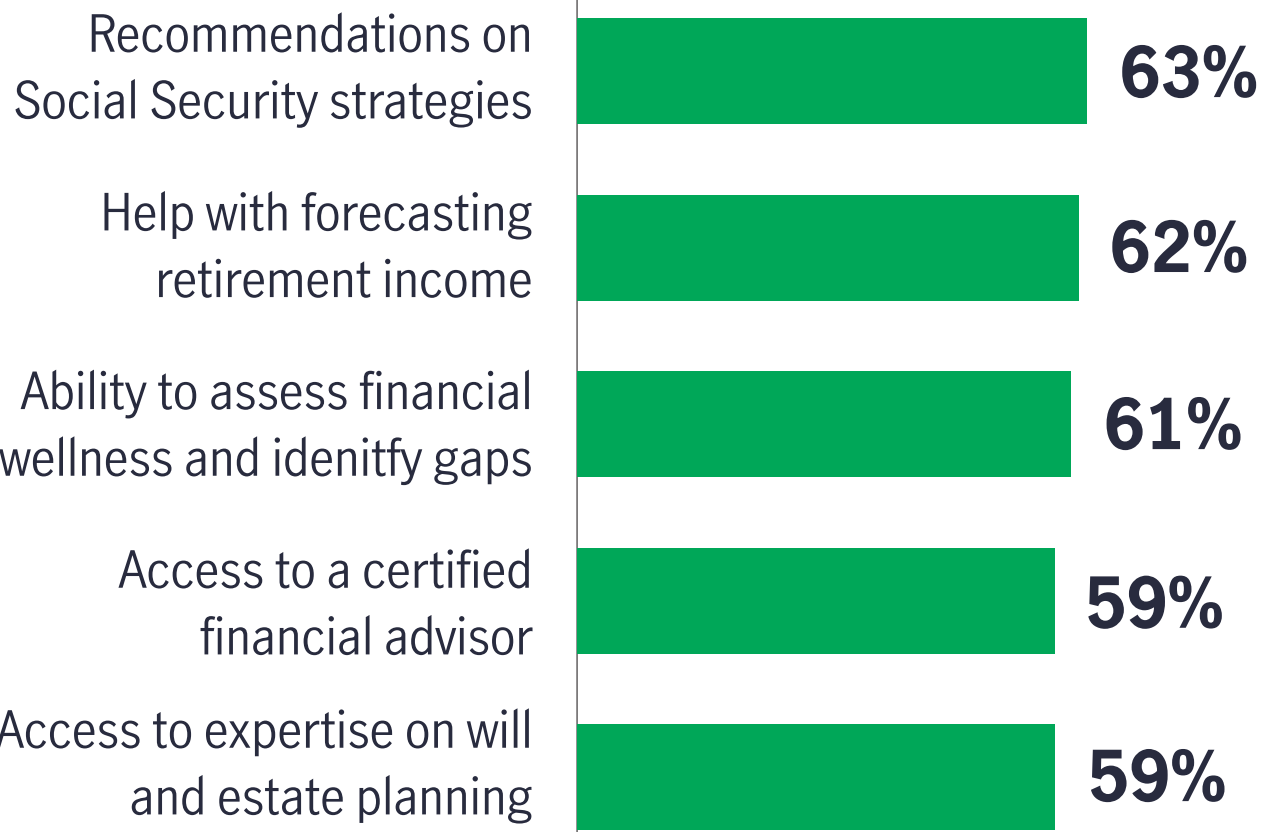 Recommendations on
Social Security strategies
63%
Help with forecasting
retirement income
62%
Ability to assess financial
wellness and idenitfy gaps
61%
Access to a certified
financial advisor
59%
Access to expertise on will
and estate planning
59%